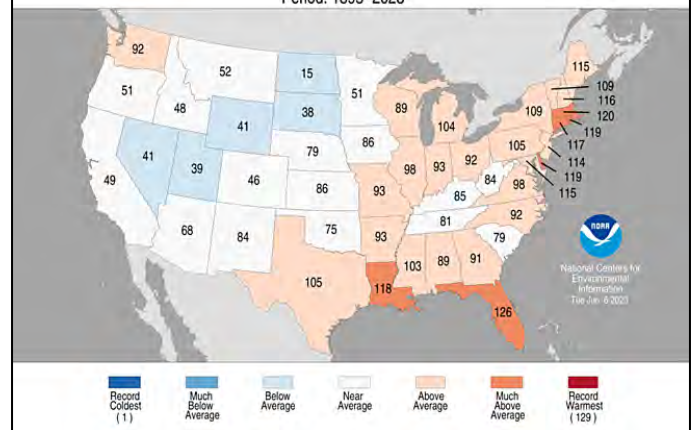 Period: 1895–2023
92
52
15
51
115
51
48
38
89
109
109
116
41
104
120
119
79
86
105
117
41
39
98
93
92
114
119
115
49
46
86
93
85
84
98
68
84
75
93
81
92
79
105
118
103
89
91
126
NOAA
National Centers for
Environmental
Information
Tue Jun 6 2023
Record
Coldest
(1)
Much
Below
Average
Below
Average
Near
Average
Above
Average
Much
Above
Average
Record
Warmest
(129)